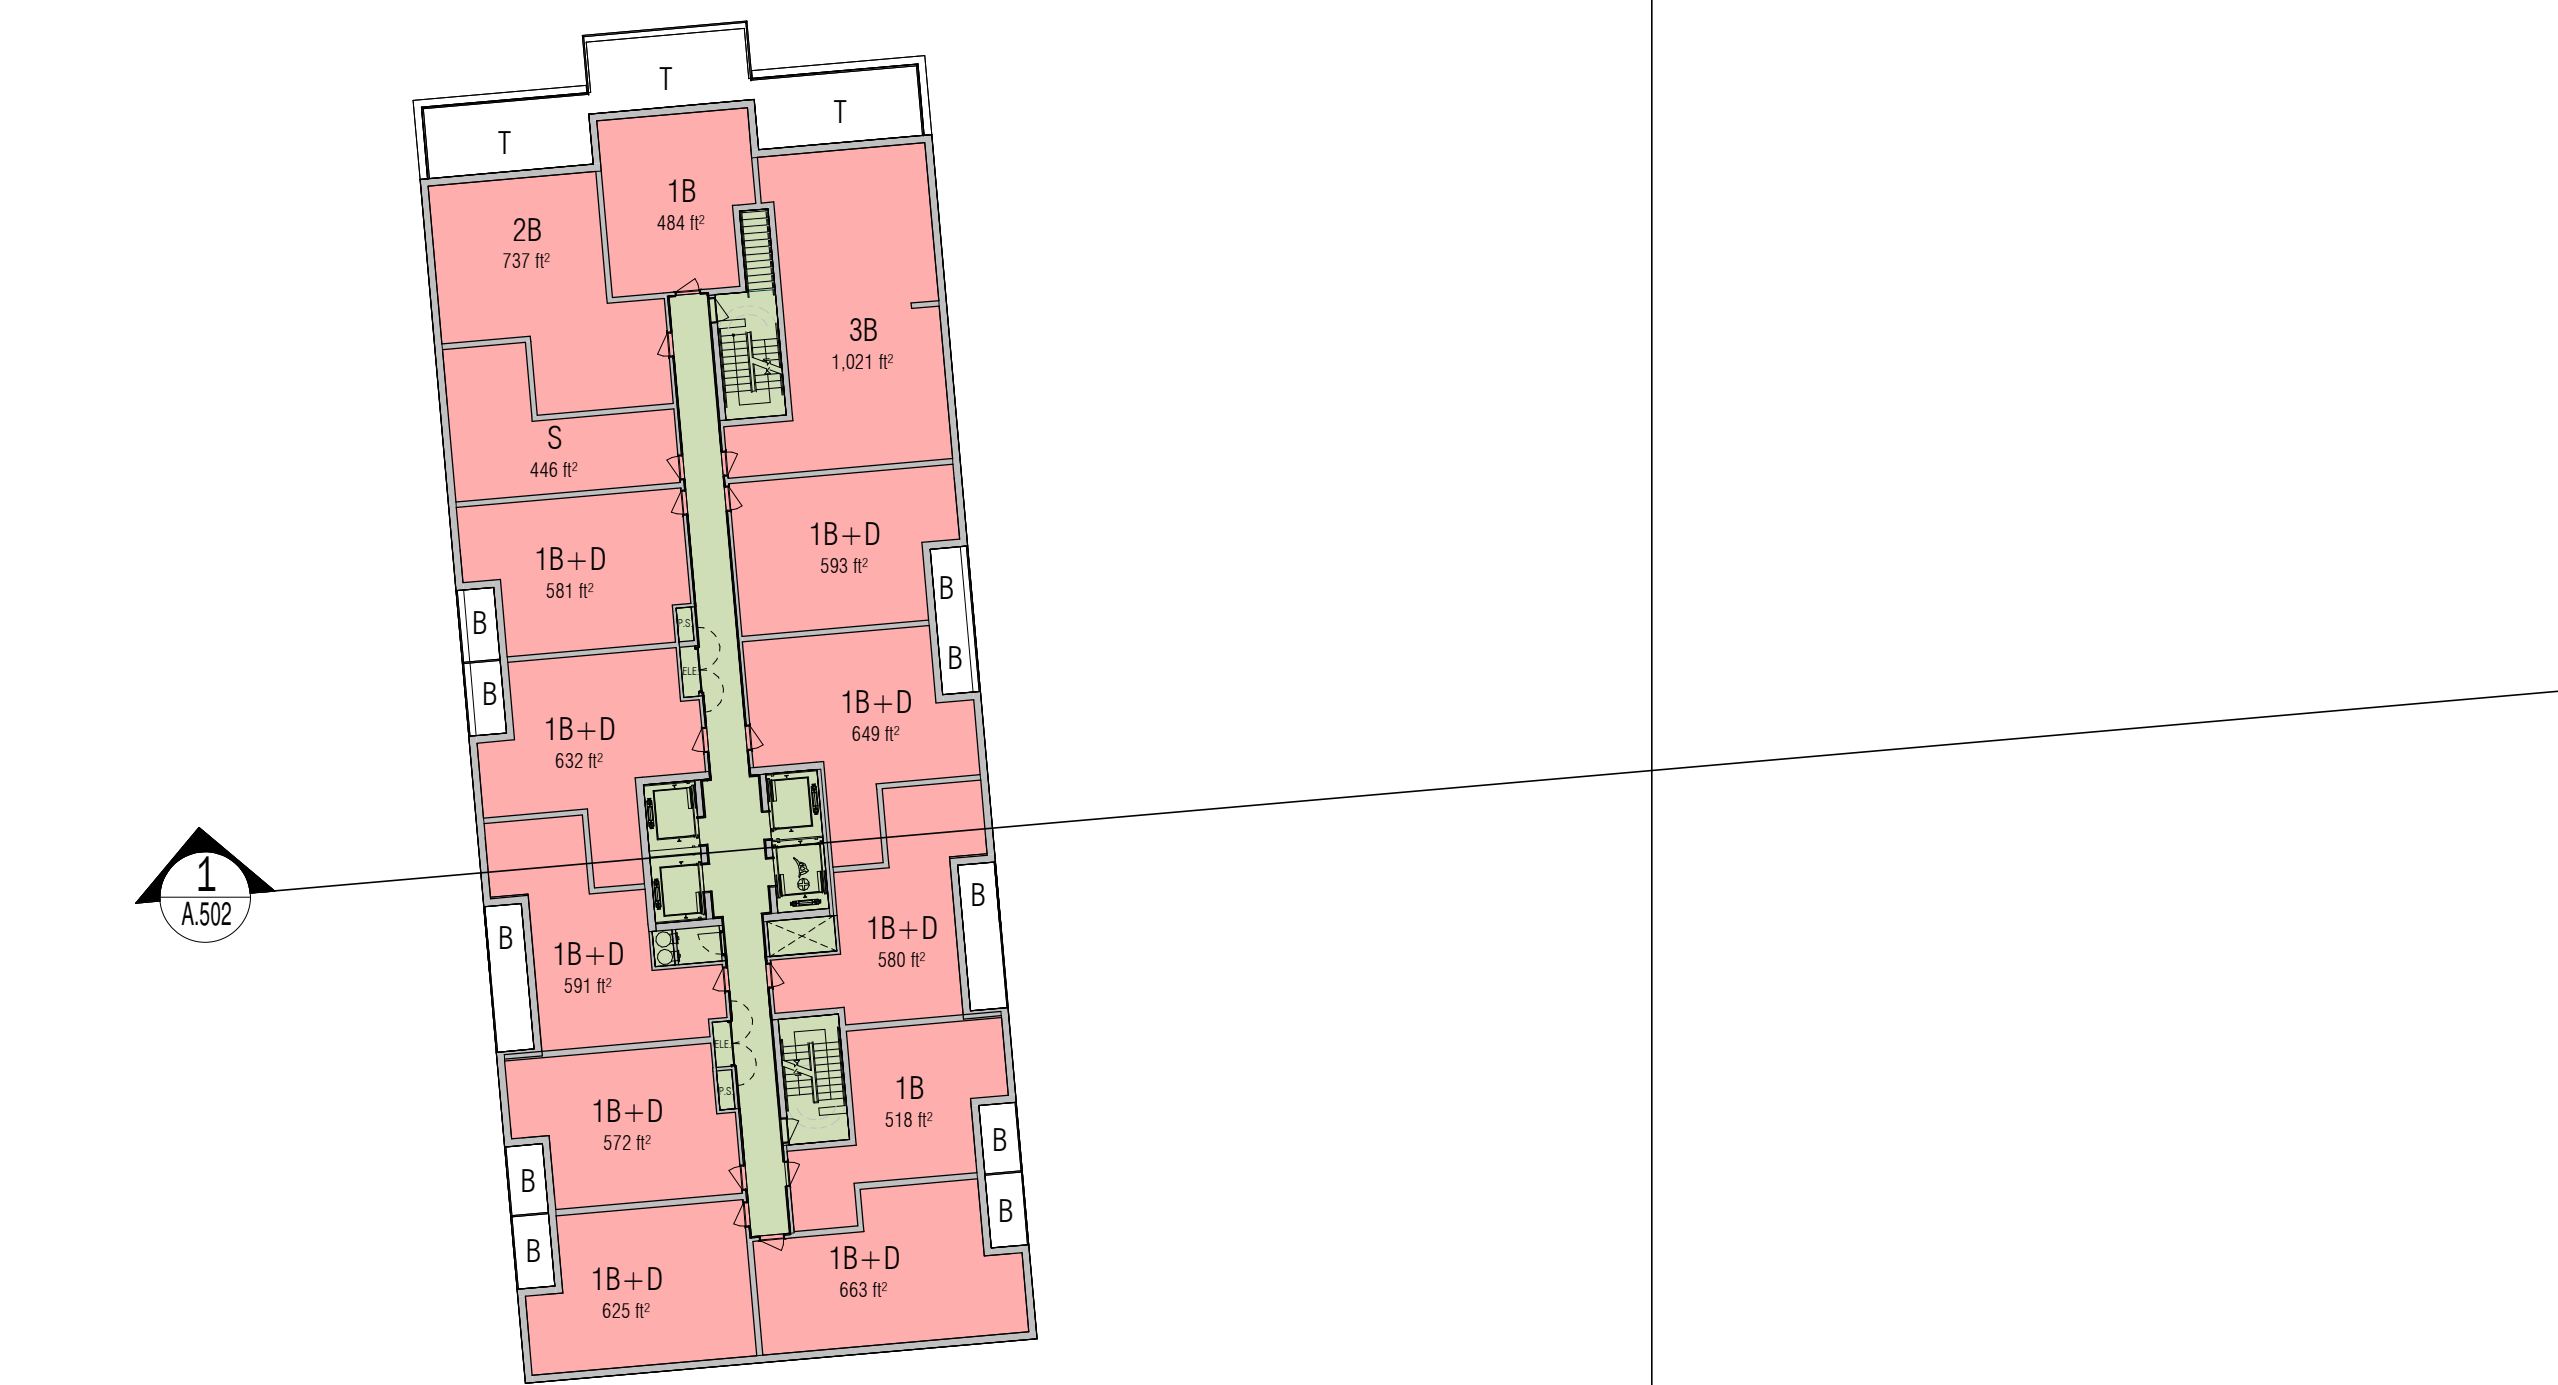 T
T
T
1B
484 ft²
2B
737 ft²
3B
1,021 ft²
S
446 ft²
1B+D
593 ft²
1B+D
581 ft²
B
B
P.S.
B
ELE.
B
1B+D
649 ft²
1B+D
632 ft²
1
A.502
B
B
1B+D
580 ft²
1B+D
591 ft²
ELE.
P.S.
1B
518 ft²
1B+D
572 ft²
B
B
B
B
1B+D
663 ft²
1B+D
625 ft²